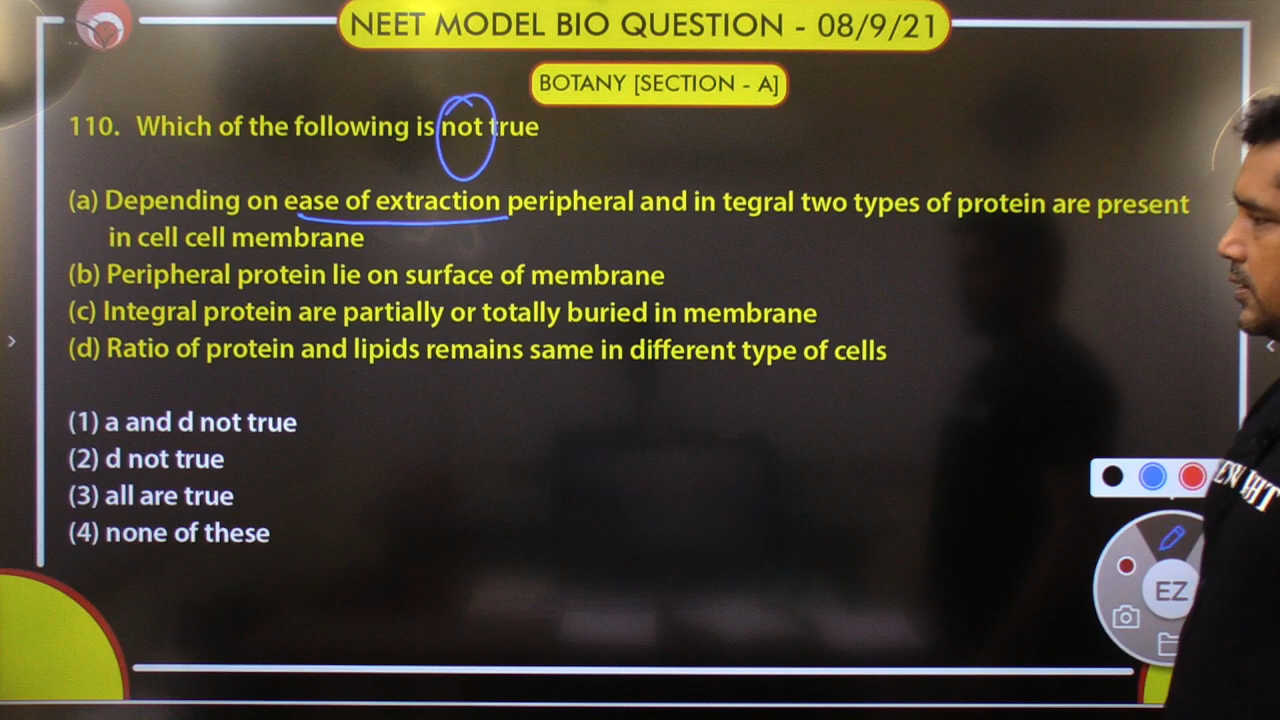 NEET MODEL BIO QUESTION - 08/9/21
BOTANY [SECTION - A]
110. Which of the following is not true
(a) Depending on ease of extraction peripheral and in tegral two types of protein are present
in cell cell membrane
(b) Peripheral protein lie on surface of membrane
(c) Integral protein are partially or totally buried in membrane
(d) Ratio of protein and lipids remains same in different type of cells
(1) a and d not true
(2) d not true
(3) all are true
(4) none of these
EZ